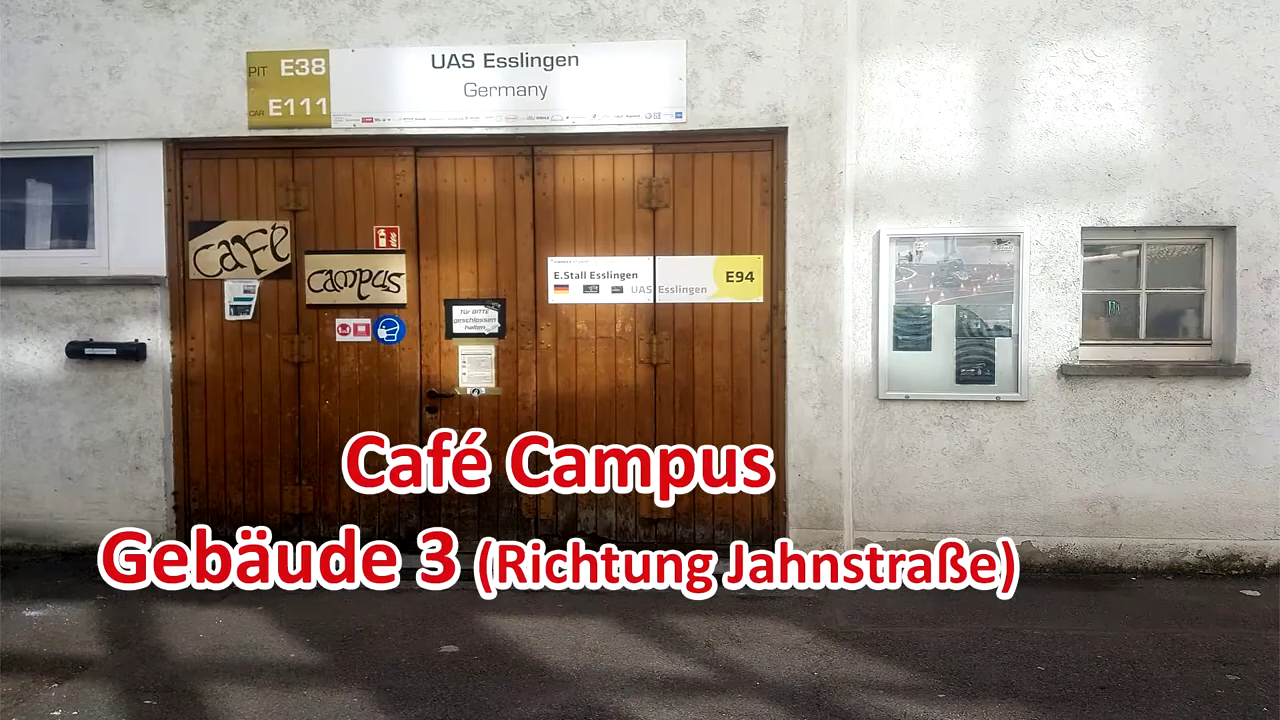 PIT E38
CAR E111
UAS Esslingen
Germany
Café
Campus
E.Stall Esslingen
UAS Esslingen
E94
Tür BITTE
geschlossen
halten
Café Campus
Gebäude 3 (Richtung Jahnstraße)